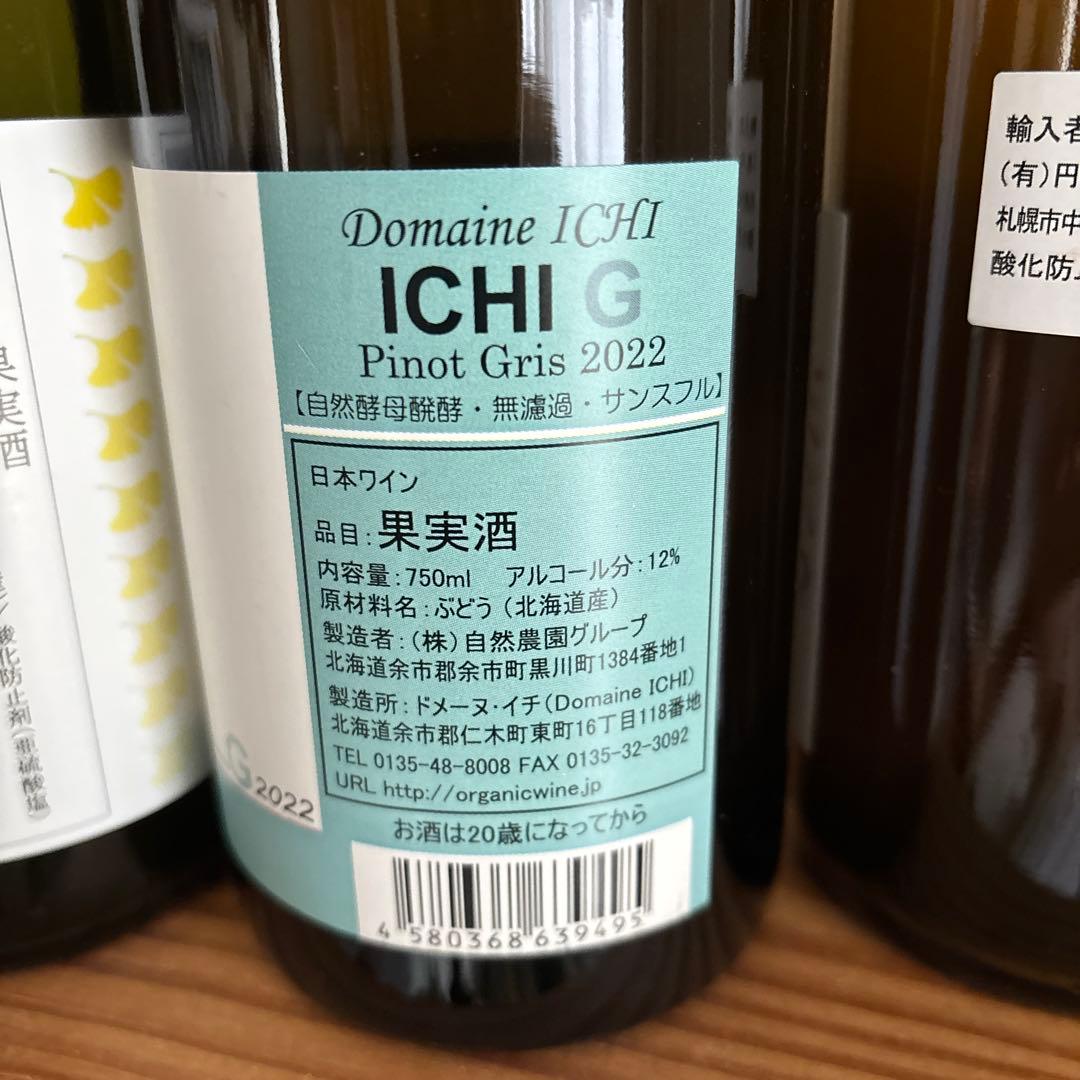 Domaine ICHI
ICHI G
Pinot Gris 2022
【自然酵母醗酵・無濾過・サンスフル】
日本ワイン
品目:果実酒
内容量:750ml アルコール分:12%
原材料名:ぶどう（北海道産）
製造者:(株)自然農園グループ
北海道余市郡余市町黒川町1384番地1
製造所:ドメーヌ・イチ(Domaine ICHI)
北海道余市郡仁木町東町16丁目118番地
TEL 0135-48-8008 FAX 0135-32-3092
URL http://organicwine.jp
お酒は20歳になってから
4 580368 639495
G 2022
果実酒
酸化防止剤(亜硫酸塩)
輸入者
(有)円
札幌市中
酸化防止